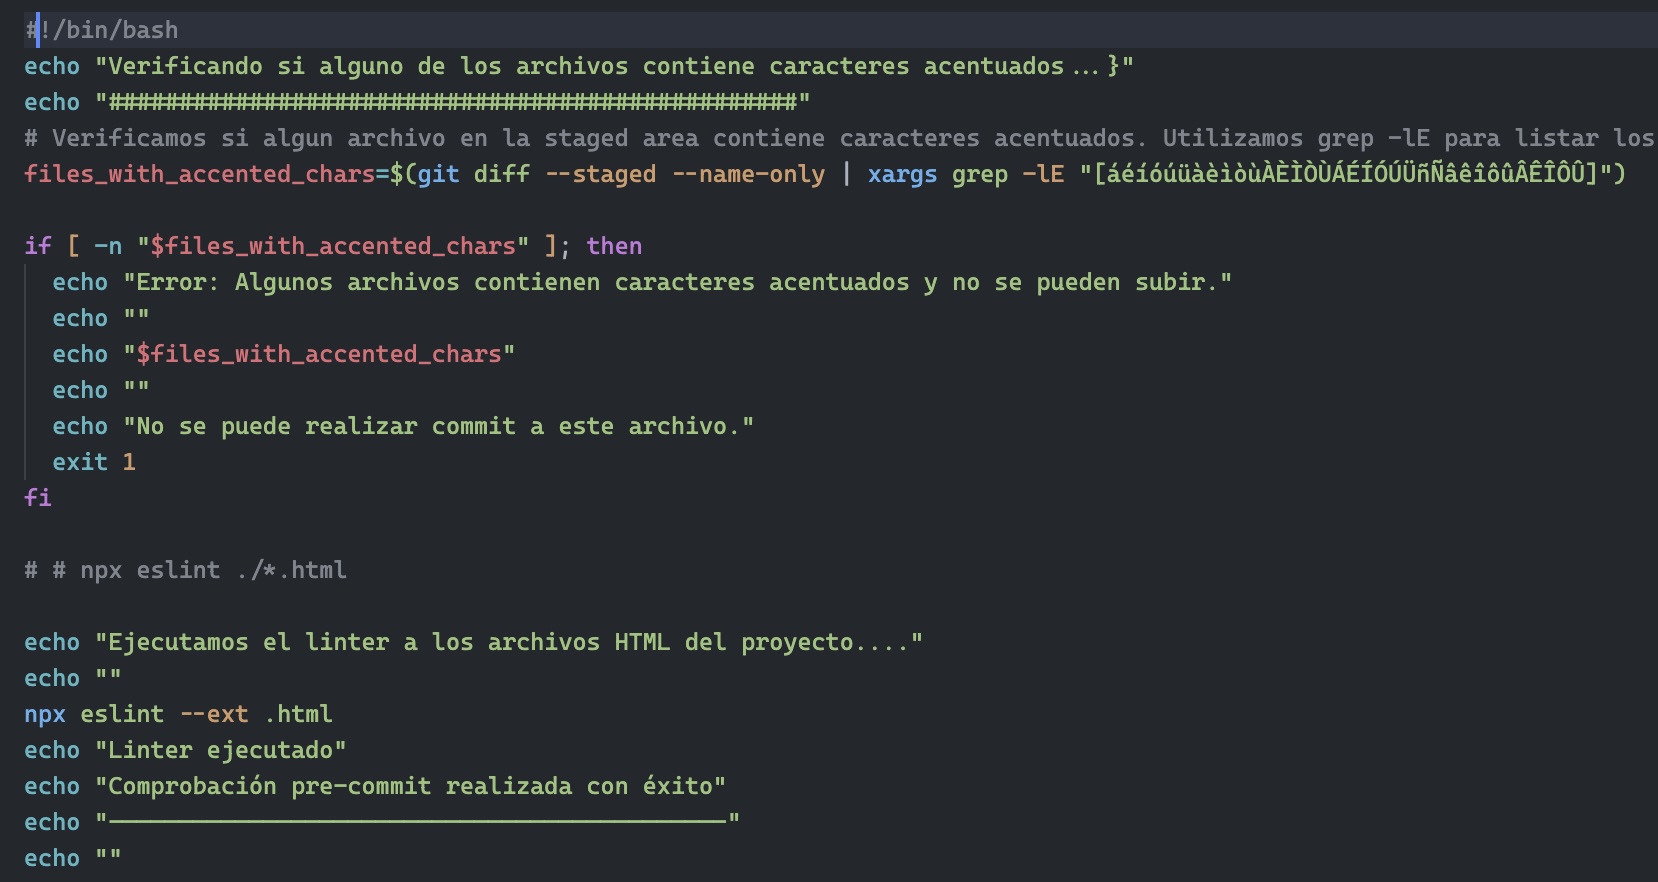 #!/bin/bash
echo "Verificando si alguno de los archivos contiene caracteres acentuados...}"
echo "#################################################"
# Verificamos si algun archivo en la staged area contiene caracteres acentuados. Utilizamos grep -lE para listar los
files_with_accented_chars=$(git diff --staged --name-only | xargs grep -lE "[áéíóúüàèìòùÀÈÌÒÙÁÉÍÓÚÜñÑâêîôûÂÊÎÔÛ]")
if [ -n "$files_with_accented_chars" ]; then
echo "Error: Algunos archivos contienen caracteres acentuados y no se pueden subir."
echo ""
echo "$files_with_accented_chars"
echo ""
echo "No se puede realizar commit a este archivo."
exit 1
fi
# # npx eslint ./*.html
echo "Ejecutamos el linter a los archivos HTML del proyecto...."
echo ""
npx eslint --ext .html
echo "Linter ejecutado"
echo "Comprobación pre-commit realizada con éxito"
echo "--------------------------------------------"
echo ""